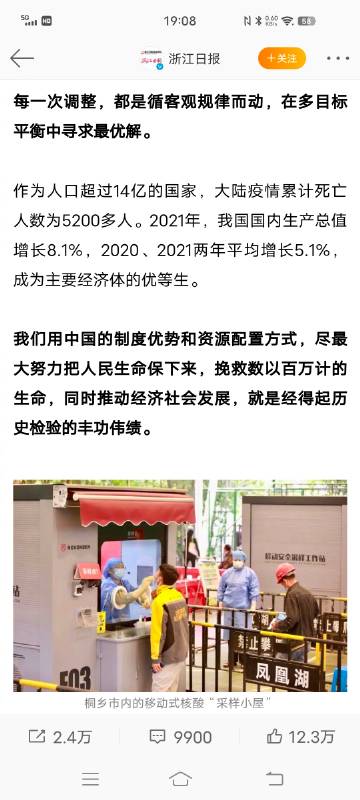 5G
HD
19:08
0.60
KB/s
58
浙江日报
+关注
每一次调整，都是循客观规律而动，在多目标
平衡中寻求最优解。
作为人口超过14亿的国家，大陆疫情累计死亡
人数为5200多人。2021年，我国国内生产总值
增长8.1%，2020、2021两年平均增长5.1%，
成为主要经济体的优等生。
我们用中国的制度优势和资源配置方式，尽最
大努力把人民生命保下来，挽救数以百万计的
生命，同时推动经济社会发展，就是经得起历
史检验的丰功伟绩。
移动安全采样工作站
F03
禁止攀
凤凰湖
桐乡市内的移动式核酸“采样小屋”
2.4万
9900
12.3万